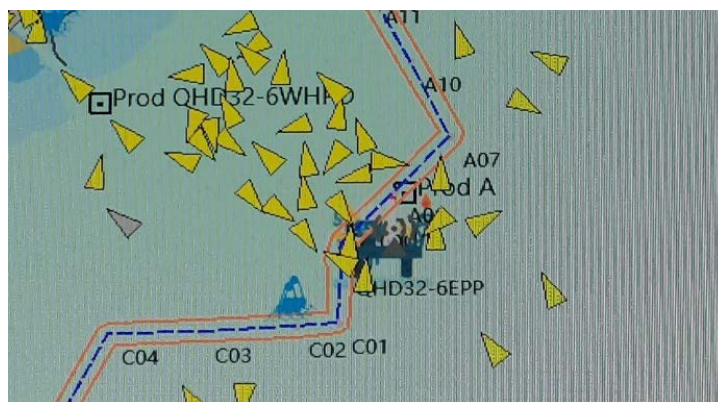 A11
A10
Prod QHD32-6WHPD
A07
Prod A
QHD32-6EPP
C04
C03
C02
C01